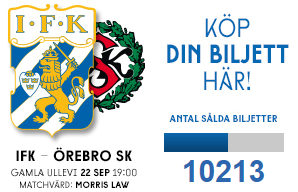 I.F.K
KÖP
DIN BILJETT
HÄR!
ANTAL SÅLDA BILJETTER
10213
IFK – ÖREBRO SK
GAMLA ULLEVI 22 SEP 19:00
MATCHVÄRD: MORRIS LAW